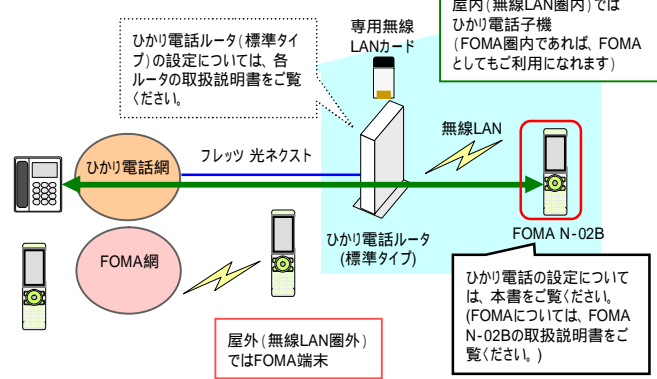 屋内(無線LAN圏内)では
ひかり電話子機
(FOMA圏内であれば、FOMA
としてもご利用になれます)
専用無線
LANカード
ひかり電話ルータ(標準タイ
プ)の設定については、各
ルータの取扱説明書をご覧
ください。
無線LAN
フレッツ 光ネクスト
ひかり電話網
FOMA N-02B
ひかり電話ルータ
(標準タイプ)
FOMA網
ひかり電話の設定について
は、本書をご覧ください。
(FOMAについては、FOMA
N-02Bの取扱説明書をご
覧ください。)
屋外(無線LAN圏外)
ではFOMA端末